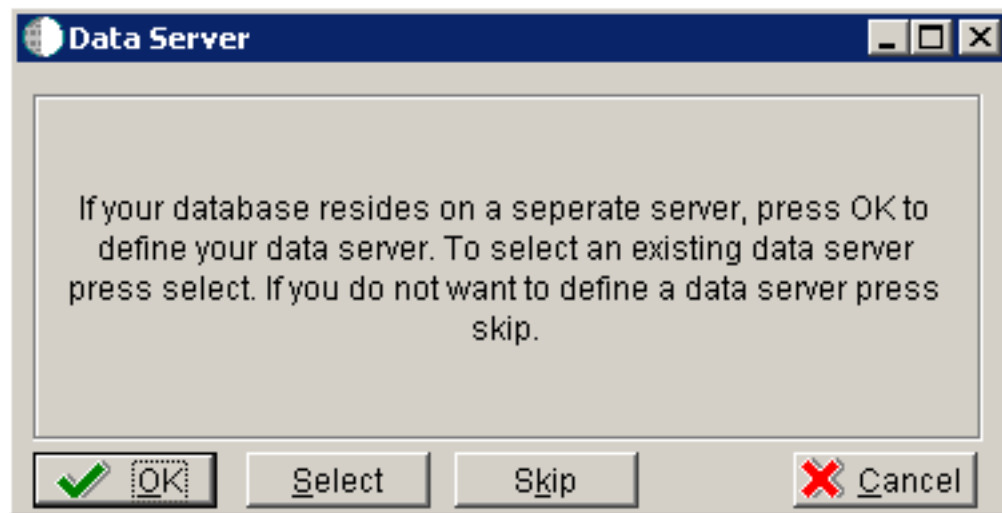 Data Server
If your database resides on a seperate server, press OK to
define your data server. To select an existing data server
press select. If you do not want to define a data server press
skip.
OK Select Skip Cancel